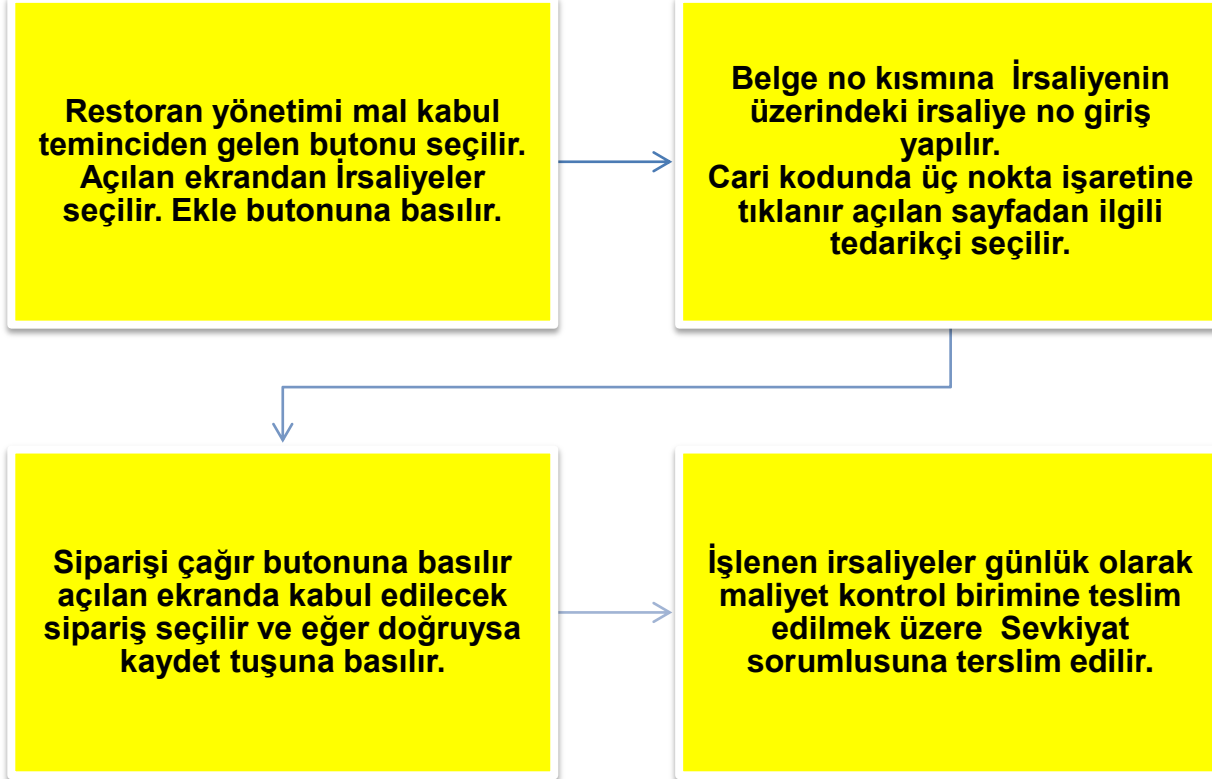 Restoran yönetimi mal kabul
teminciden gelen butonu seçilir.
Açılan ekrandan İrsaliyeler
seçilir. Ekle butonuna basılır.
Belge no kısmına İrsaliyenin
üzerindeki irsaliye no giriş
yapılır.
Cari kodunda üç nokta işaretine
tıklanır açılan sayfadan ilgili
tedarikçi seçilir.
Siparişi çağır butonuna basılır
açılan ekranda kabul edilecek
sipariş seçilir ve eğer doğruysa
kaydet tuşuna basılır.
İşlenen irsaliyeler günlük olarak
maliyet kontrol birimine teslim
edilmek üzere Sevkiyat
sorumlusuna terslim edilir.